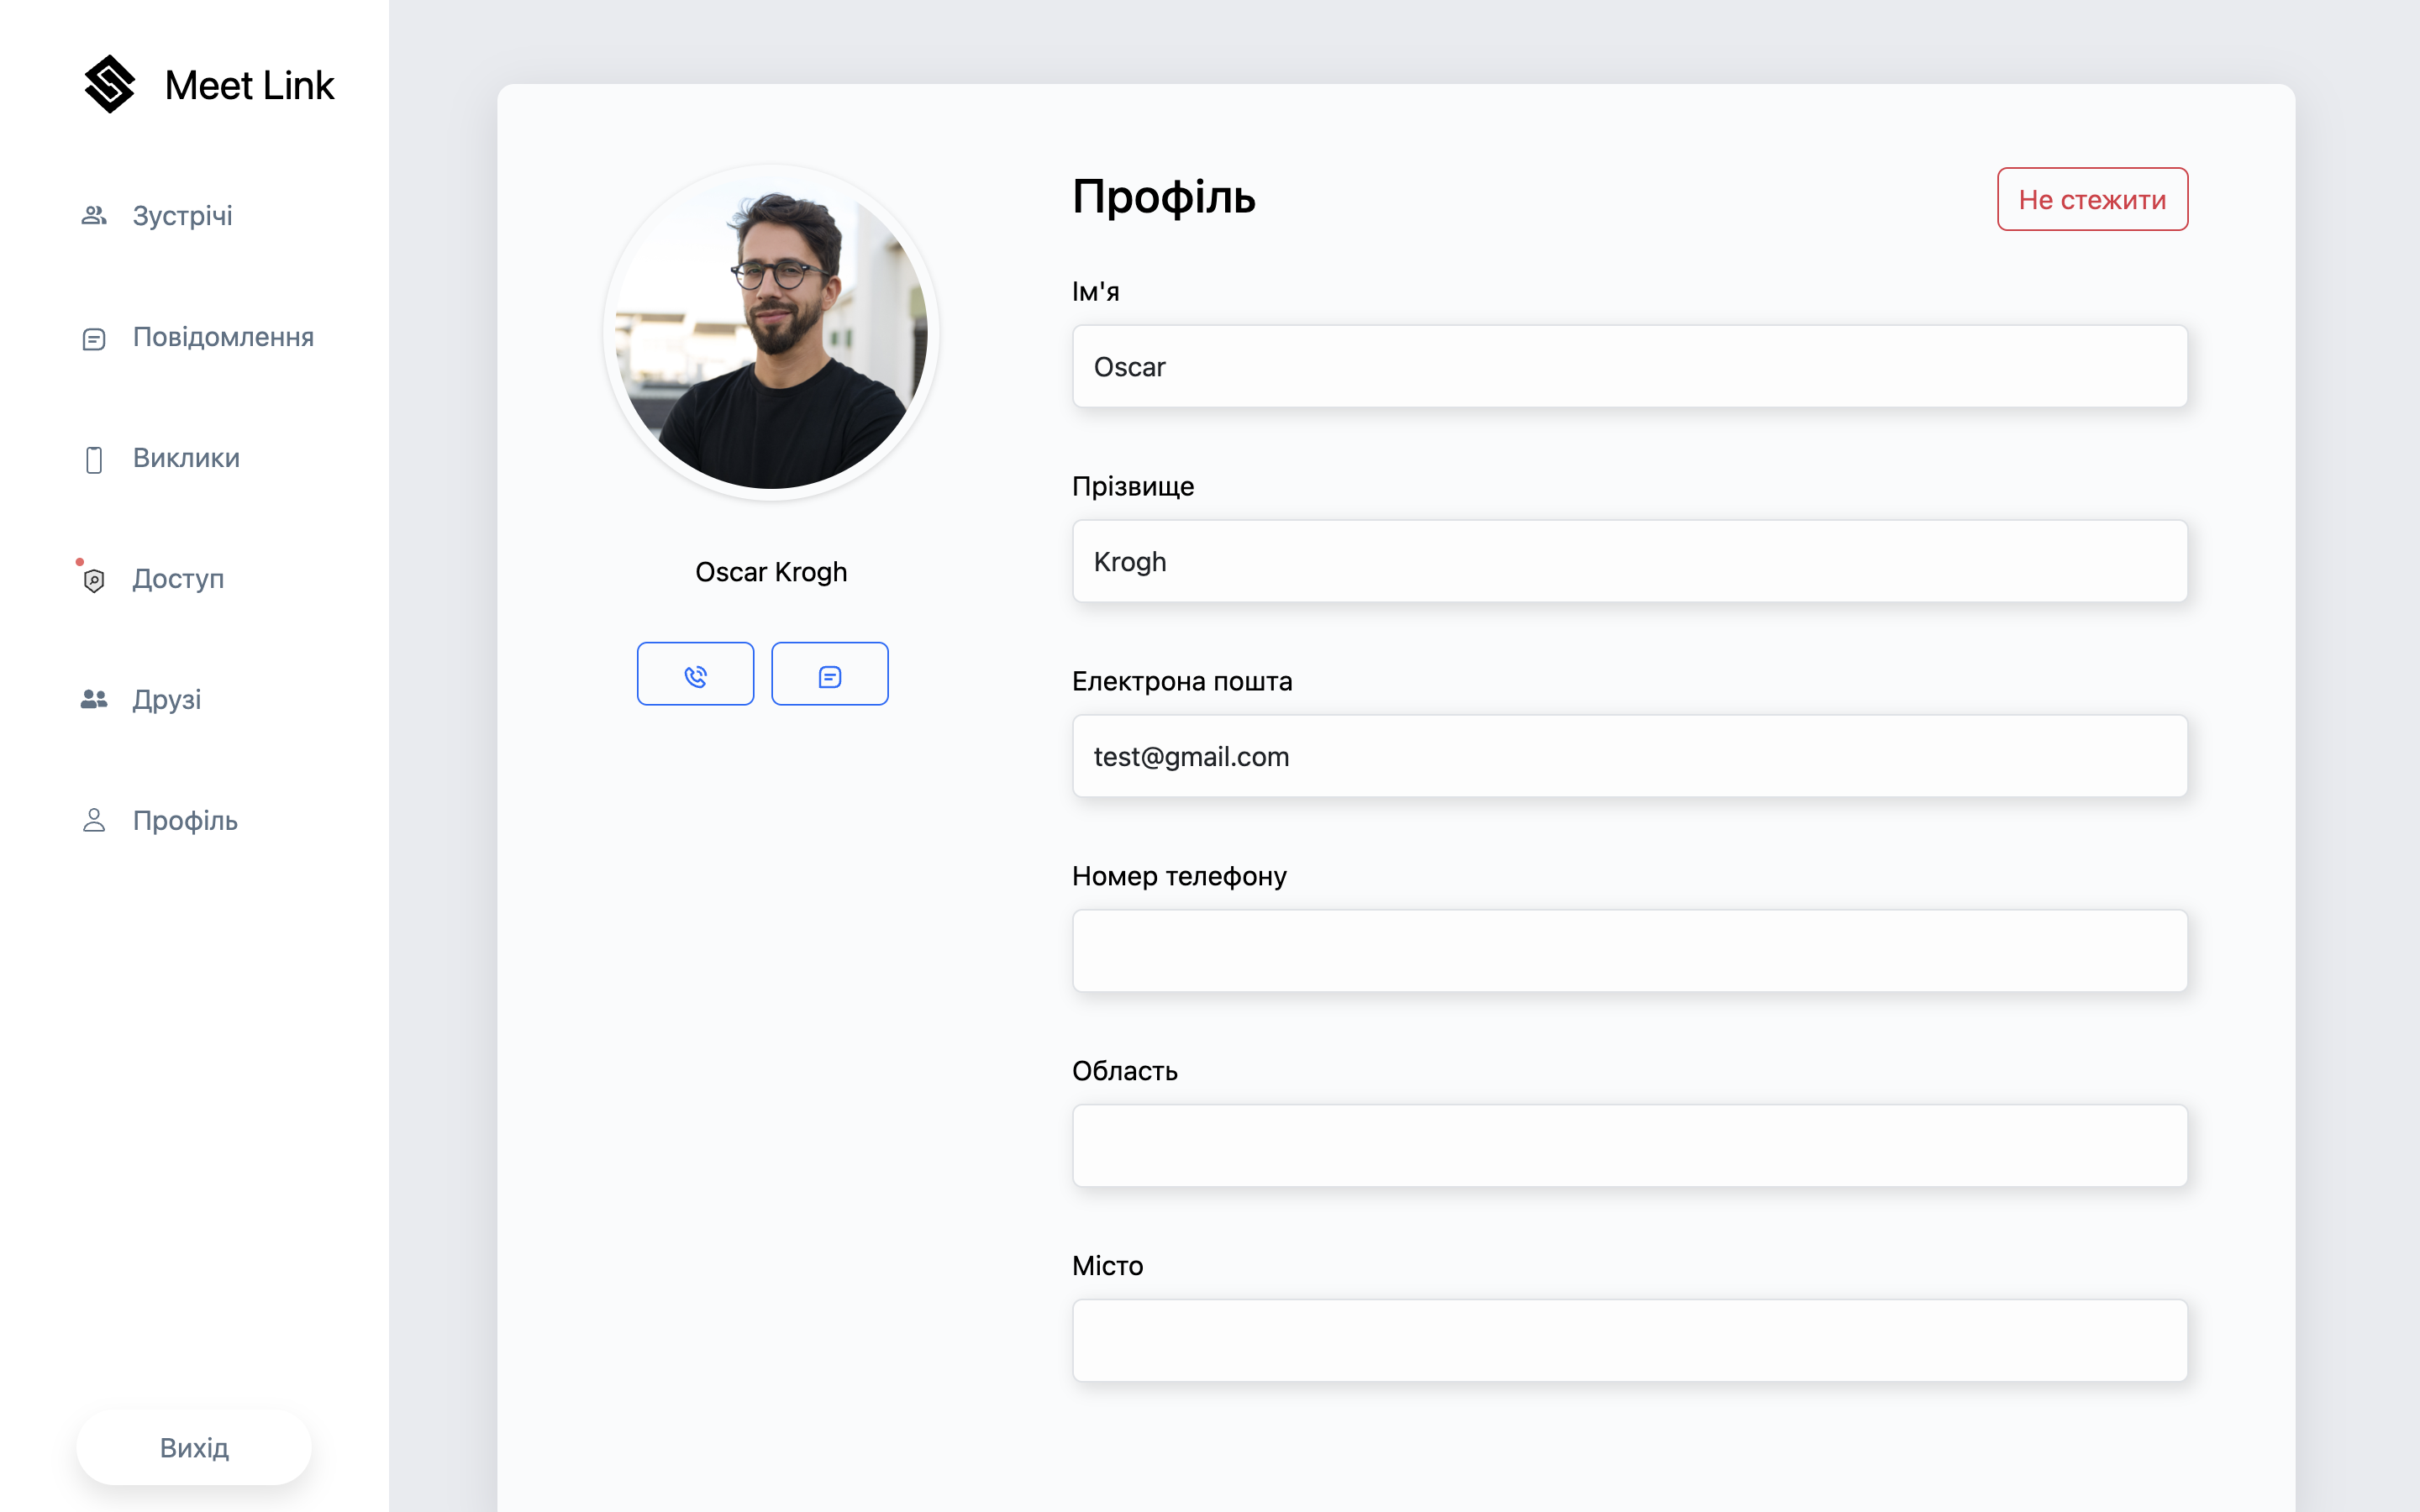 Meet Link
Зустрічі
Повідомлення
Виклики
Доступ
Друзі
Профіль
Вихід
Oscar Krogh
Профіль
Не стежити
Ім'я
Oscar
Прізвище
Krogh
Електрона пошта
test@gmail.com
Номер телефону
Область
Місто